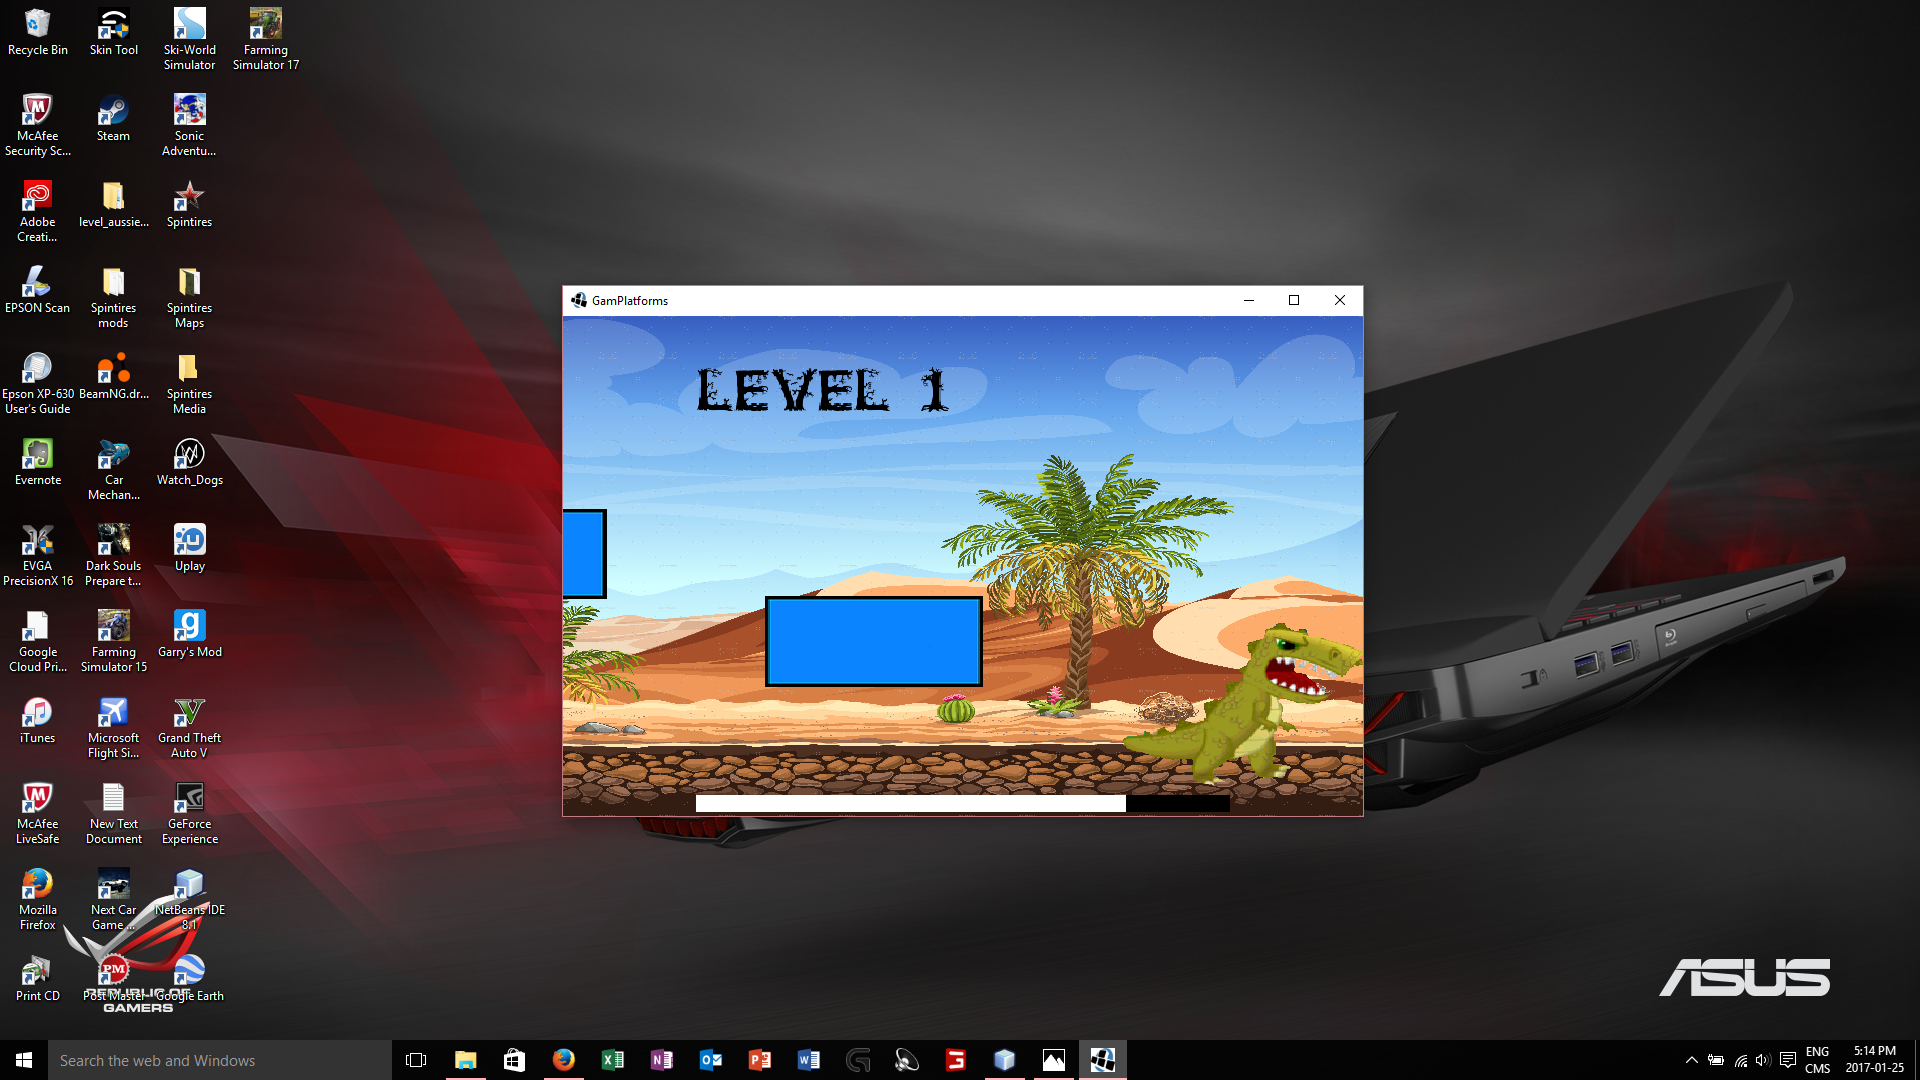 Recycle Bin
Skin Tool
Ski-World
Simulator
Farming
Simulator 17
McAfee
Security Sc...
Steam
Sonic
Adventu...
Adobe
Creati...
level_aussie...
Spintires
EPSON Scan
Spintires
mods
Spintires
Maps
Epson XP-630
User's Guide
BeamNG.dr...
Spintires
Media
Evernote
Car
Mechan...
Watch_Dogs
EVGA
PrecisionX 16
Dark Souls
Prepare t...
Uplay
Google
Cloud Pri...
Farming
Simulator 15
Garry's Mod
iTunes
Microsoft
Flight Si...
Grand Theft
Auto V
McAfee
LiveSafe
New Text
Document
GeForce
Experience
Mozilla
Firefox
Next Car
Game ...
NetBeans IDE
8.1
Print CD
PM
Post Master
Google Earth
REPUBLIC OF
GAMERS
GamPlatforms
LEVEL 1
ASUS
Search the web and Windows
ENG
CMS
5:14 PM
2017-01-25